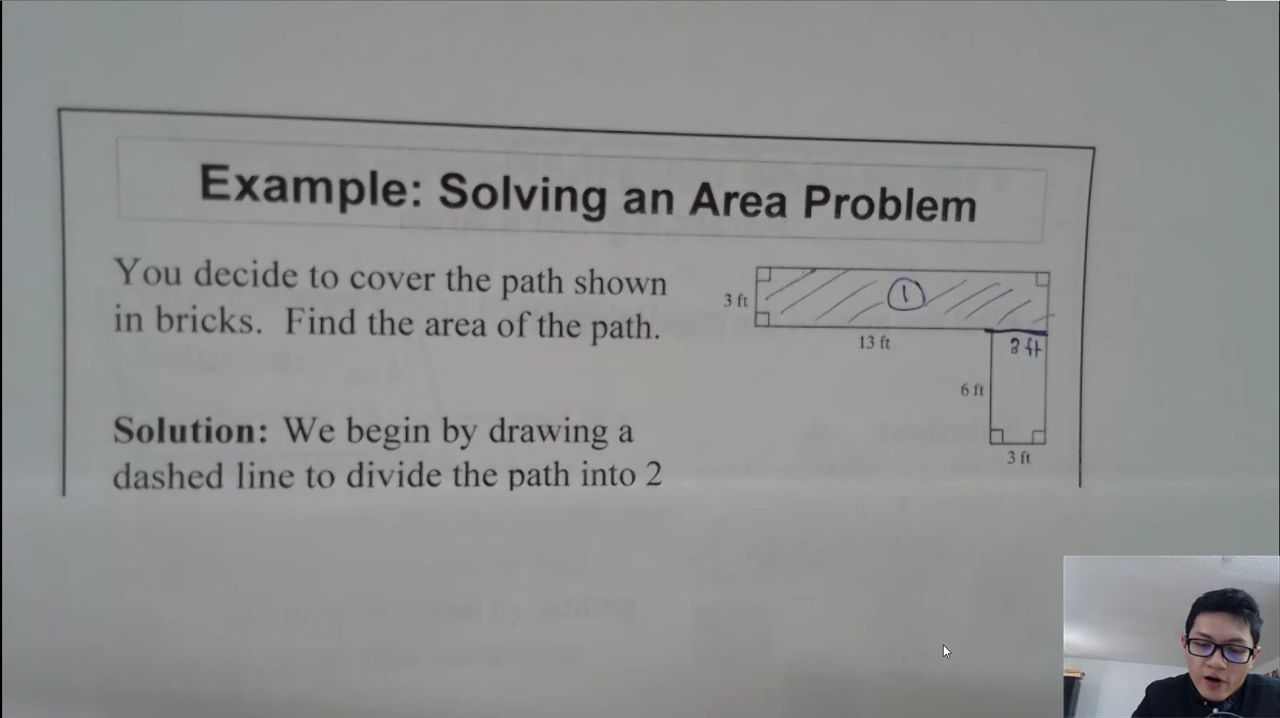 Example: Solving an Area Problem
You decide to cover the path shown
in bricks. Find the area of the path.
3 ft
1
13 ft
3 ft
6 ft
3 ft
Solution: We begin by drawing a
dashed line to divide the path into 2